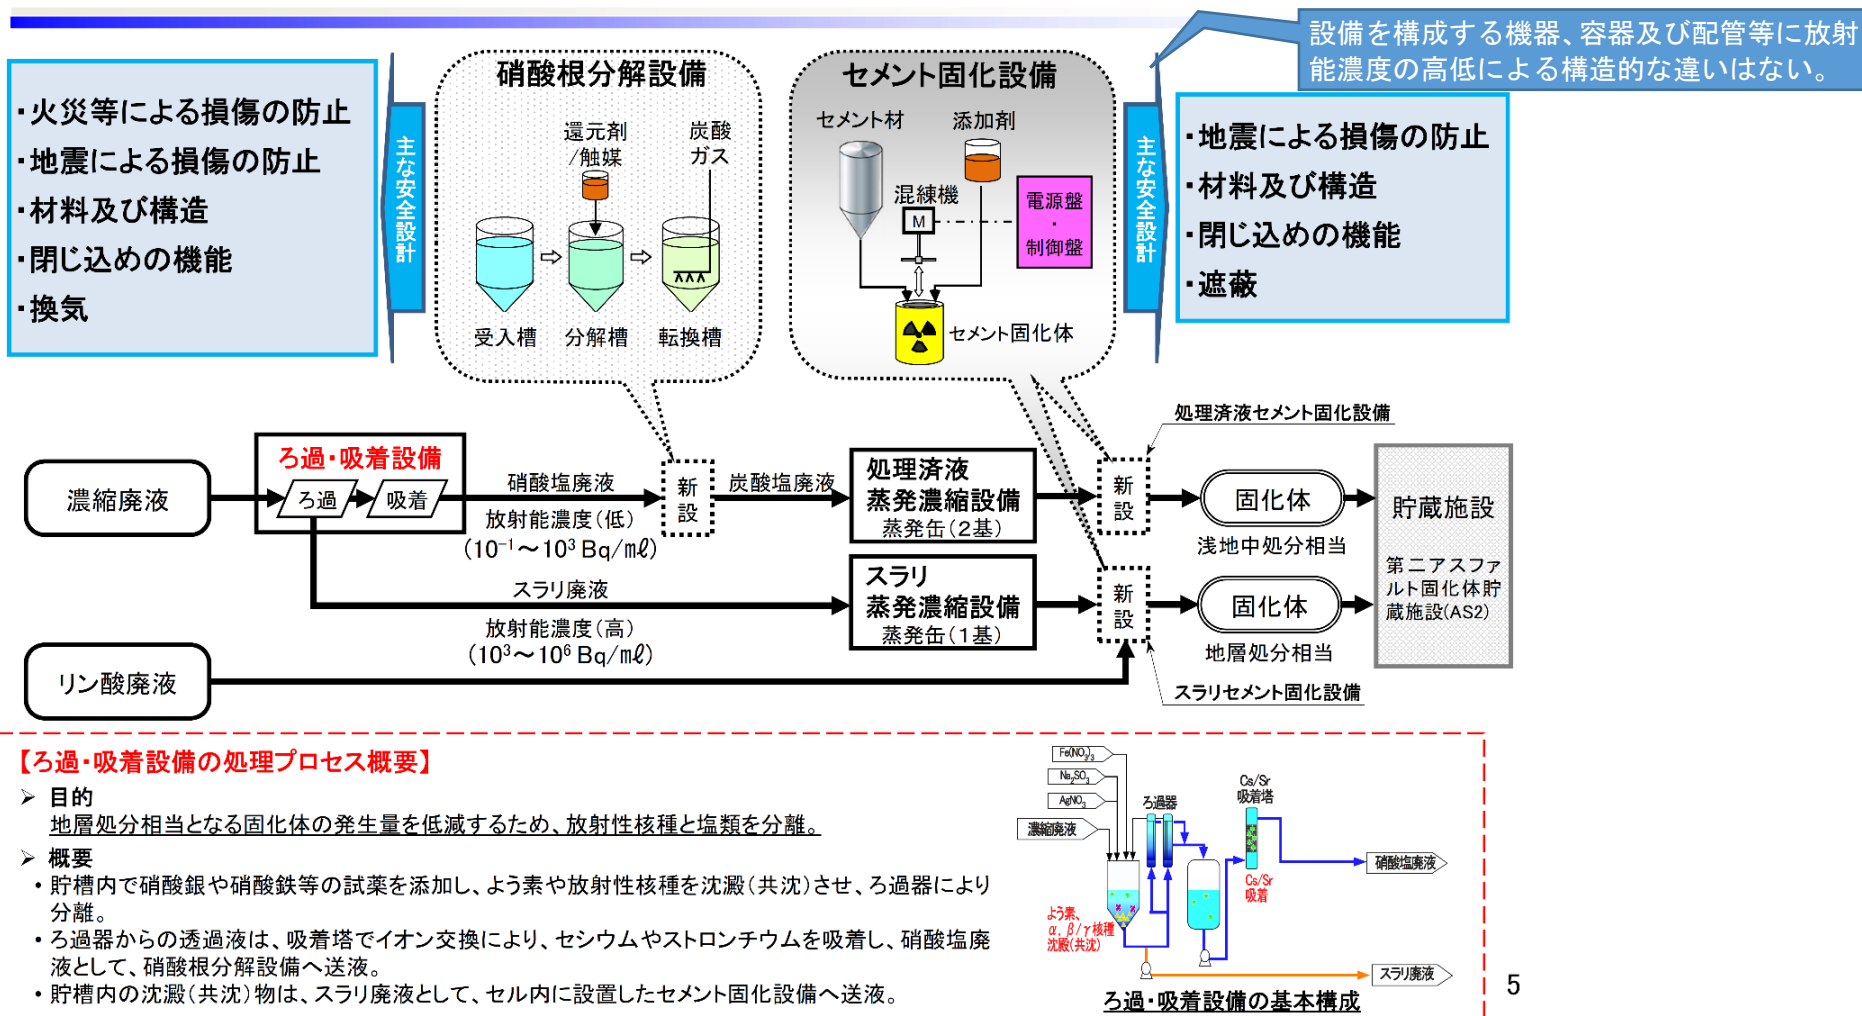 設備を構成する機器、容器及び配管等に放射
能濃度の高低による構造的な違いはない。
・火災等による損傷の防止
・地震による損傷の防止
・材料及び構造
・閉じ込めの機能
・換気
主な安全設計
硝酸根分解設備
還元剤
/触媒
炭酸
ガス
受入槽
分解槽
転換槽
セメント固化設備
セメント材
添加剤
混練機
M
電源盤
・
制御盤
セメント固化体
主な安全設計
・地震による損傷の防止
・材料及び構造
・閉じ込めの機能
・遮蔽
処理済液セメント固化設備
濃縮廃液
ろ過・吸着設備
ろ過
吸着
硝酸塩廃液
放射能濃度（低）
（10⁻¹～10³ Bq/mℓ）
新設
炭酸塩廃液
処理済液
蒸発濃縮設備
蒸発缶（2基）
新設
固化体
浅地中処分相当
貯蔵施設
第二アスファ
ルト固化体貯
蔵施設(AS2)
スラリ廃液
放射能濃度（高）
（10³～10⁶ Bq/mℓ）
スラリ
蒸発濃縮設備
蒸発缶（1基）
新設
固化体
地層処分相当
リン酸廃液
スラリセメント固化設備
【ろ過・吸着設備の処理プロセス概要】
➢ 目的
地層処分相当となる固化体の発生量を低減するため、放射性核種と塩類を分離。
➢ 概要
・貯槽内で硝酸銀や硝酸鉄等の試薬を添加し、よう素や放射性核種を沈澱（共沈）させ、ろ過器により
分離。
・ろ過器からの透過液は、吸着塔でイオン交換により、セシウムやストロンチウムを吸着し、硝酸塩廃
液として、硝酸根分解設備へ送液。
・貯槽内の沈澱（共沈）物は、スラリ廃液として、セル内に設置したセメント固化設備へ送液。
Fe(NO₃)₃
Na₂SO₃
AgNO₃
濃縮廃液
ろ過器
Cs/Sr
吸着塔
Cs/Sr
吸着
硝酸塩廃液
よう素、
α, β/γ核種
沈殿(共沈)
スラリ廃液
ろ過・吸着設備の基本構成
5